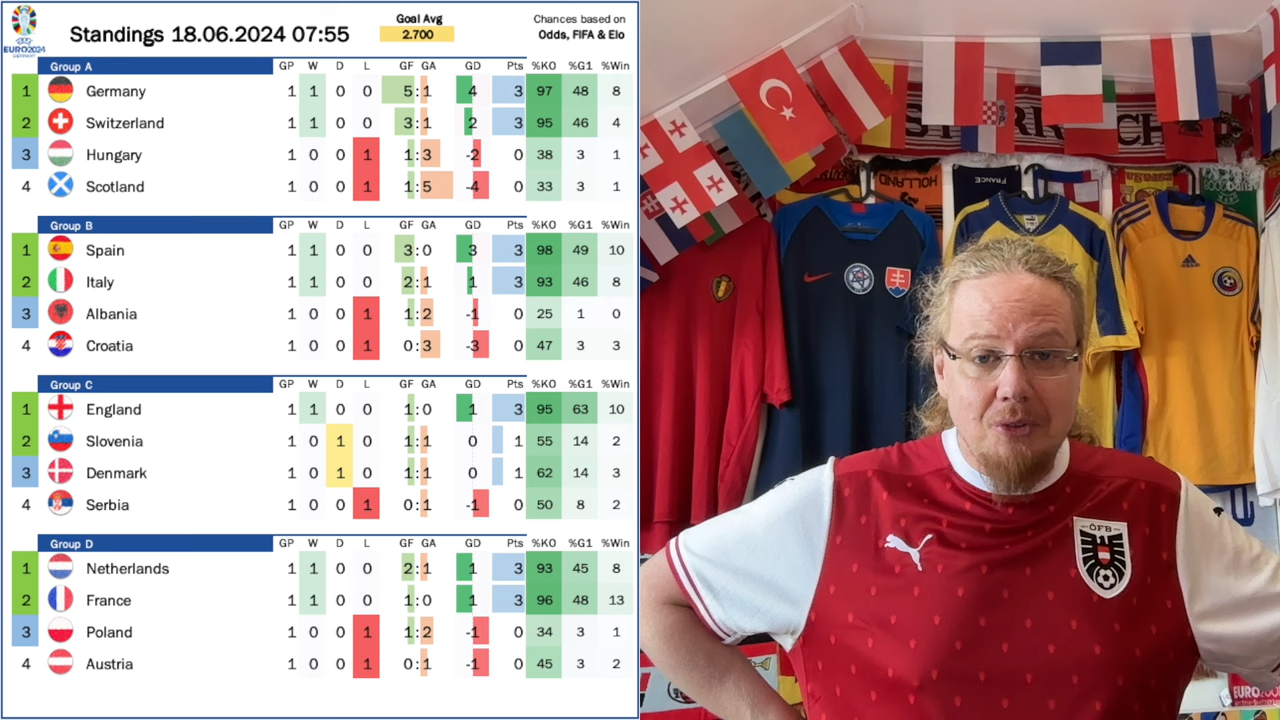 EURO2024
GERMANY
Standings 18.06.2024 07:55
Goal Avg
2.700
Chances based on
Odds, FIFA & Elo
Group A GP W D L GF GA GD Pts %KO %G1 %Win
1 Germany 1 1 0 0 5:1 4 3 97 48 8
2 Switzerland 1 1 0 0 3:1 2 3 95 46 4
3 Hungary 1 0 0 1 1:3 -2 0 38 3 1
4 Scotland 1 0 0 1 1:5 -4 0 33 3 1
Group B GP W D L GF GA GD Pts %KO %G1 %Win
1 Spain 1 1 0 0 3:0 3 3 98 49 10
2 Italy 1 1 0 0 2:1 1 3 93 46 8
3 Albania 1 0 0 1 1:2 -1 0 25 1 0
4 Croatia 1 0 0 1 0:3 -3 0 47 3 3
Group C GP W D L GF GA GD Pts %KO %G1 %Win
1 England 1 1 0 0 1:0 1 3 95 63 10
2 Slovenia 1 0 1 0 1:1 0 1 55 14 2
3 Denmark 1 0 1 0 1:1 0 1 62 14 3
4 Serbia 1 0 0 1 0:1 -1 0 50 8 2
Group D GP W D L GF GA GD Pts %KO %G1 %Win
1 Netherlands 1 1 0 0 2:1 1 3 93 45 8
2 France 1 1 0 0 1:0 1 3 96 48 13
3 Poland 1 0 0 1 1:2 -1 0 34 3 1
4 Austria 1 0 0 1 0:1 -1 0 45 3 2
HOLLAND
FRANCE
ÖFB
EURO20